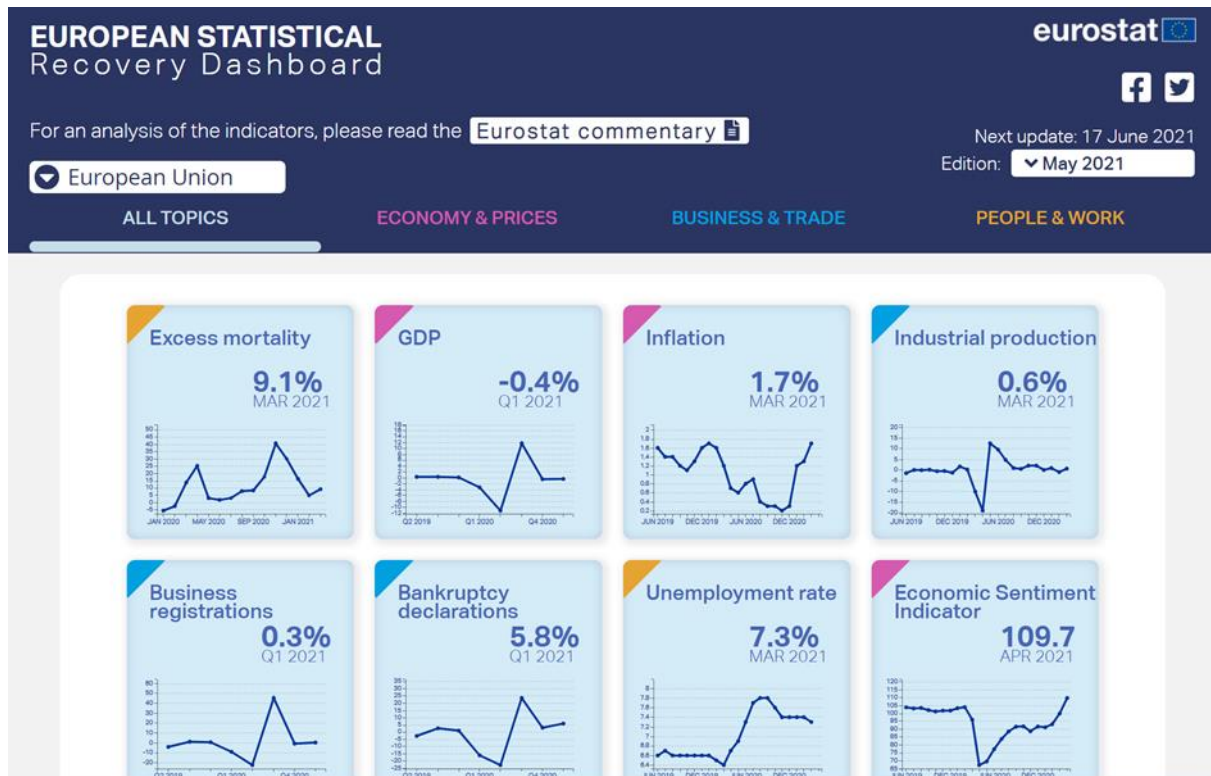 EUROPEAN STATISTICAL
Recovery Dashboard
eurostat
For an analysis of the indicators, please read the Eurostat commentary
Next update: 17 June 2021
European Union
Edition: May 2021
ALL TOPICS
ECONOMY & PRICES
BUSINESS & TRADE
PEOPLE & WORK
Excess mortality
9.1%
MAR 2021
JAN 2020 MAY 2020 SEP 2020 JAN 2021
GDP
-0.4%
Q1 2021
Q2 2019 Q1 2020 Q4 2020
Inflation
1.7%
MAR 2021
JUN 2019 DEC 2019 JUN 2020 DEC 2020
Industrial production
0.6%
MAR 2021
JUN 2019 DEC 2019 JUN 2020 DEC 2020
Business
registrations
0.3%
Q1 2021
Bankruptcy
declarations
5.8%
Q1 2021
Unemployment rate
7.3%
MAR 2021
Economic Sentiment
Indicator
109.7
APR 2021